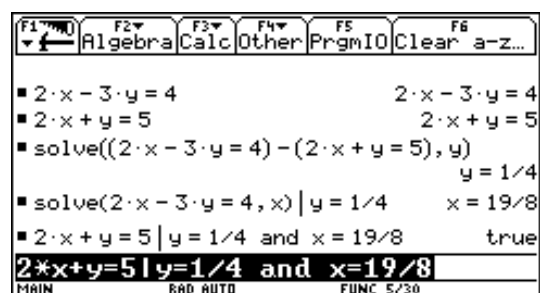 F1 F2 F3 F4 F5 F6
Algebra Calc Other PrgmIO Clear a-z…
▪ 2·x − 3·y = 4 2·x − 3·y = 4
▪ 2·x + y = 5 2·x + y = 5
▪ solve((2·x − 3·y = 4) − (2·x + y = 5), y)
y = 1/4
▪ solve(2·x − 3·y = 4, x) | y = 1/4 x = 19/8
▪ 2·x + y = 5 | y = 1/4 and x = 19/8 true
2*x+y=5|y=1/4 and x=19/8
MAIN RAD AUTO FUNC 5/30